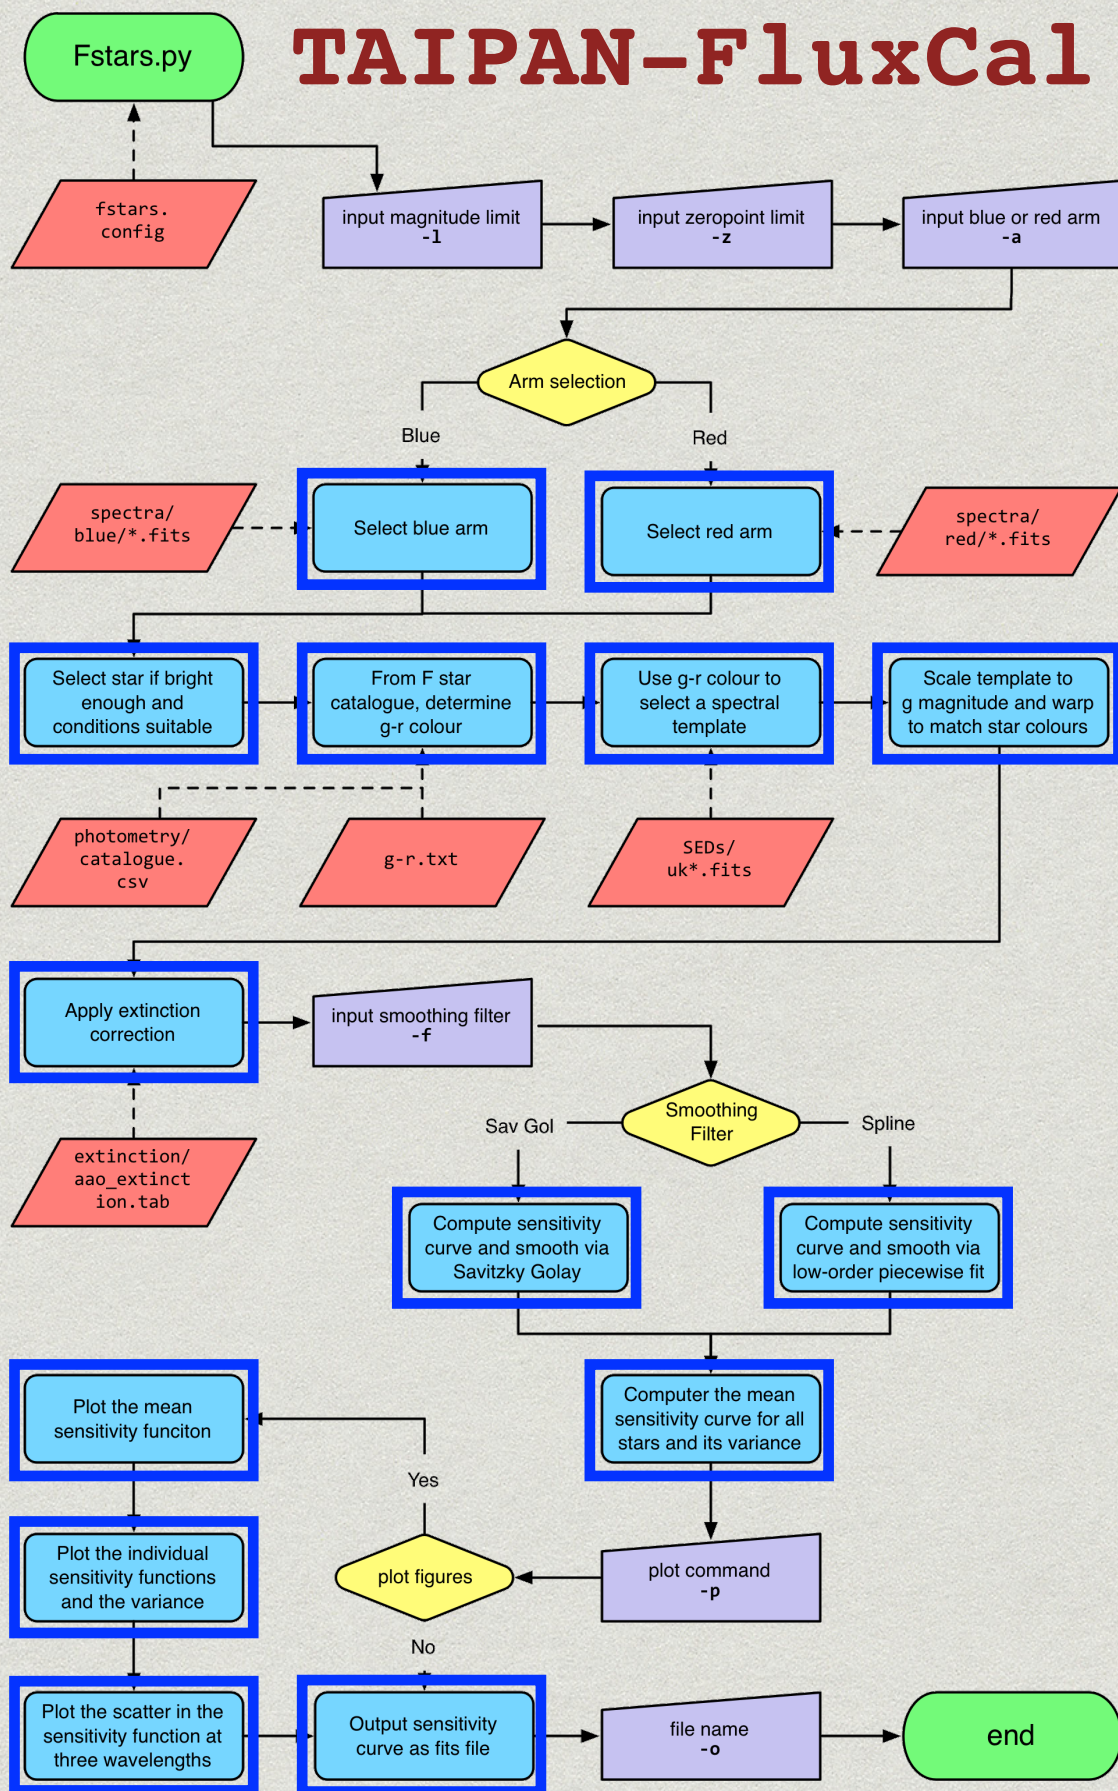 Fstars.py
TAIPAN-FluxCal
fstars.
config
input magnitude limit
-l
input zeropoint limit
-z
input blue or red arm
-a
Arm selection
Blue
Red
spectra/
blue/*.fits
Select blue arm
Select red arm
spectra/
red/*.fits
Select star if bright
enough and
conditions suitable
From F star
catalogue, determine
g-r colour
Use g-r colour to
select a spectral
template
Scale template to
g magnitude and warp
to match star colours
photometry/
catalogue.
csv
g-r.txt
SEDs/
uk*.fits
Apply extinction
correction
input smoothing filter
-f
Smoothing
Filter
Sav Gol
Spline
extinction/
aao_extinct
ion.tab
Compute sensitivity
curve and smooth via
Savitzky Golay
Compute sensitivity
curve and smooth via
low-order piecewise fit
Plot the mean
sensitivity funciton
Computer the mean
sensitivity curve for all
stars and its variance
Yes
Plot the individual
sensitivity functions
and the variance
plot figures
plot command
-p
No
Plot the scatter in the
sensitivity function at
three wavelengths
Output sensitivity
curve as fits file
file name
-o
end